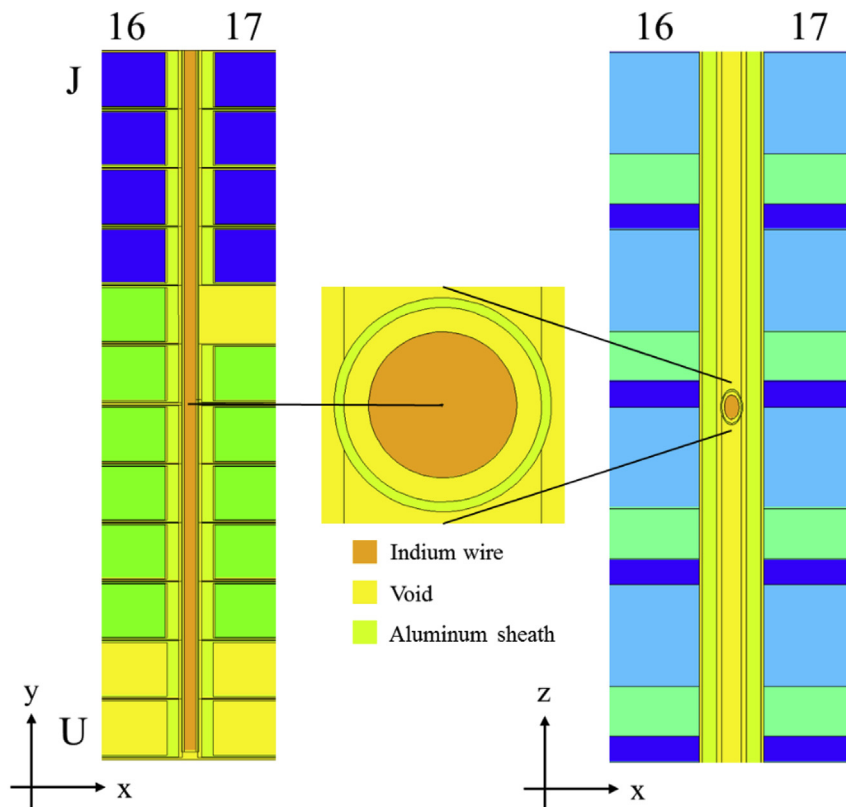 16 17
J
U
y
x
Indium wire
Void
Aluminum sheath
16 17
z
x